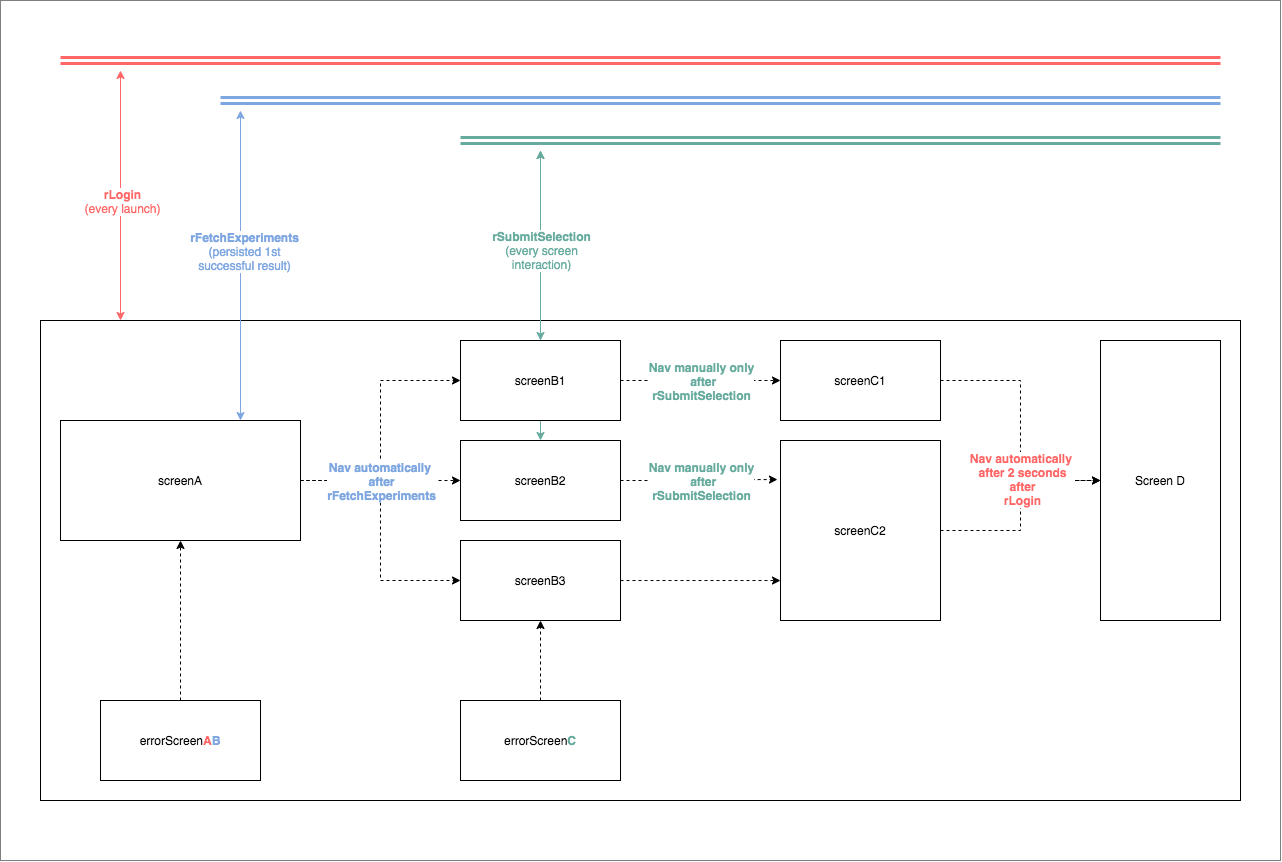 rLogin
(every launch)
rFetchExperiments
(persisted 1st
successful result)
rSubmitSelection
(every screen
interaction)
screenA
Nav automatically
after
rFetchExperiments
screenB1
Nav manually only
after
rSubmitSelection
screenC1
screenB2
Nav manually only
after
rSubmitSelection
screenC2
screenB3
Nav automatically
after 2 seconds
after
rLogin
Screen D
errorScreenAB
errorScreenC